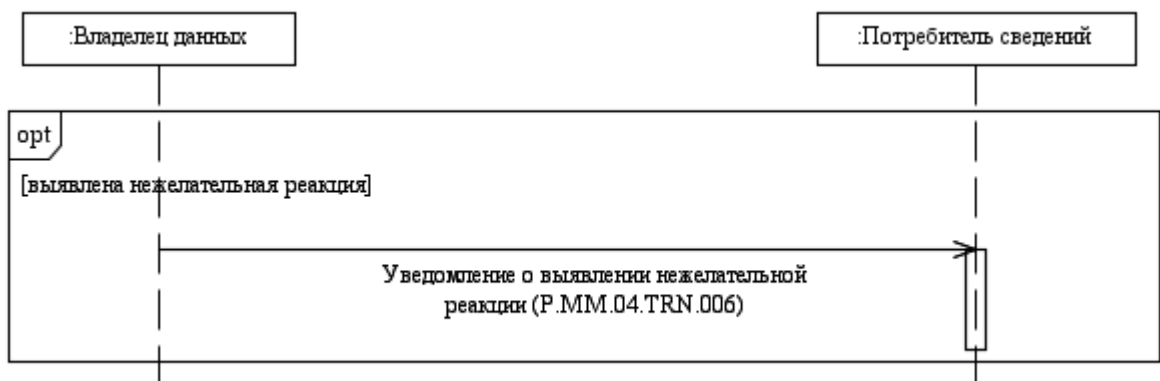 :Владелец данных
:Потребитель сведений
opt
[выявлена нежелательная реакция]
Уведомление о выявлении нежелательной
реакции (P.MM.04.TRN.006)